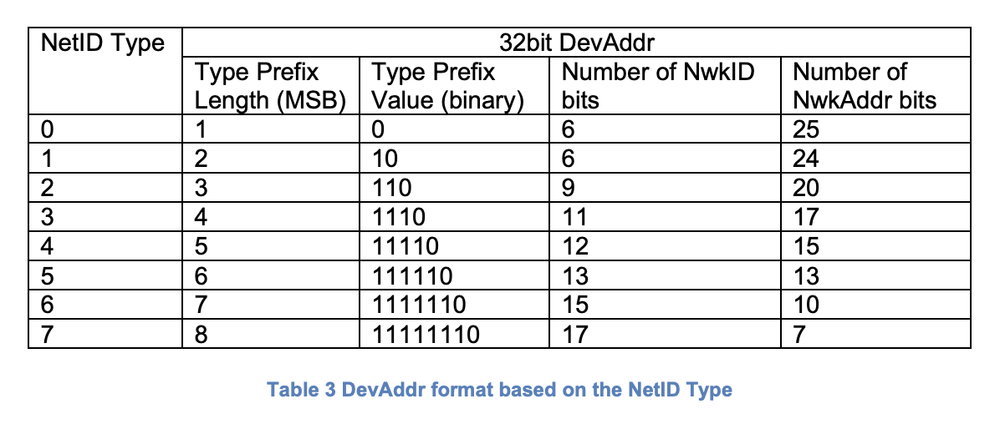 NetID Type 32bit DevAddr
Type Prefix Length (MSB) Type Prefix Value (binary) Number of NwkID bits Number of NwkAddr bits
0 1 0 6 25
1 2 10 6 24
2 3 110 9 20
3 4 1110 11 17
4 5 11110 12 15
5 6 111110 13 13
6 7 1111110 15 10
7 8 11111110 17 7
Table 3 DevAddr format based on the NetID Type